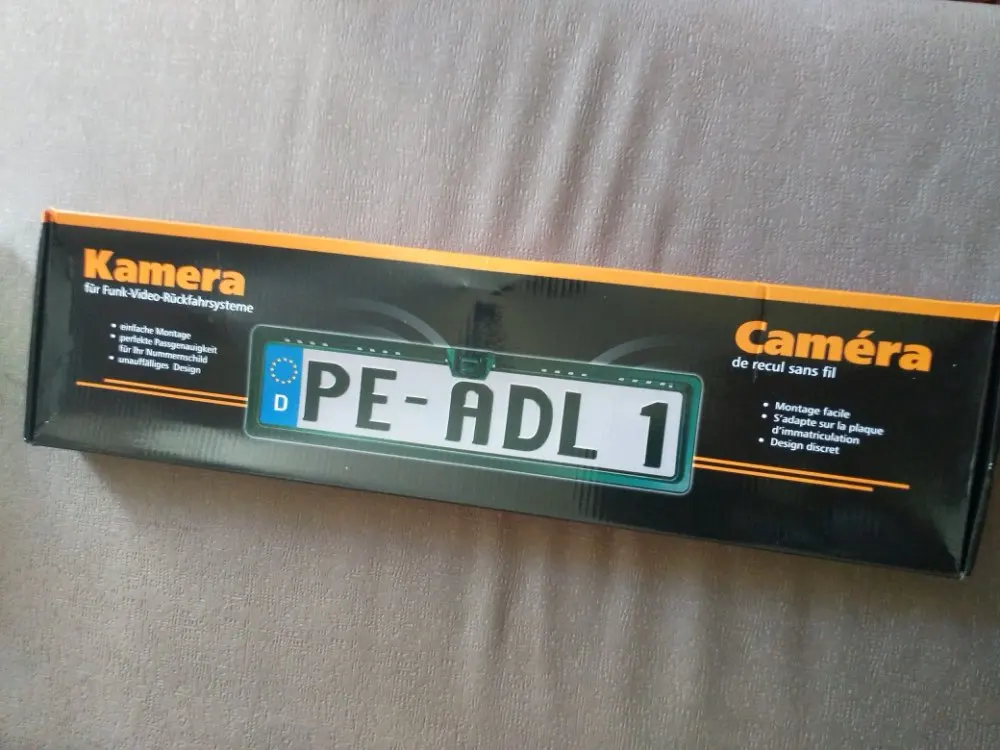 Kamera
für Funk-Video-Rückfahrsysteme
• einfache Montage
• perfekte Passgenauigkeit
für Ihr Nummernschild
• unauffälliges Design
D
PE-ADL 1
Caméra
de recul sans fil
• Montage facile
• S'adapte sur la plaque
d'immatriculation
• Design discret